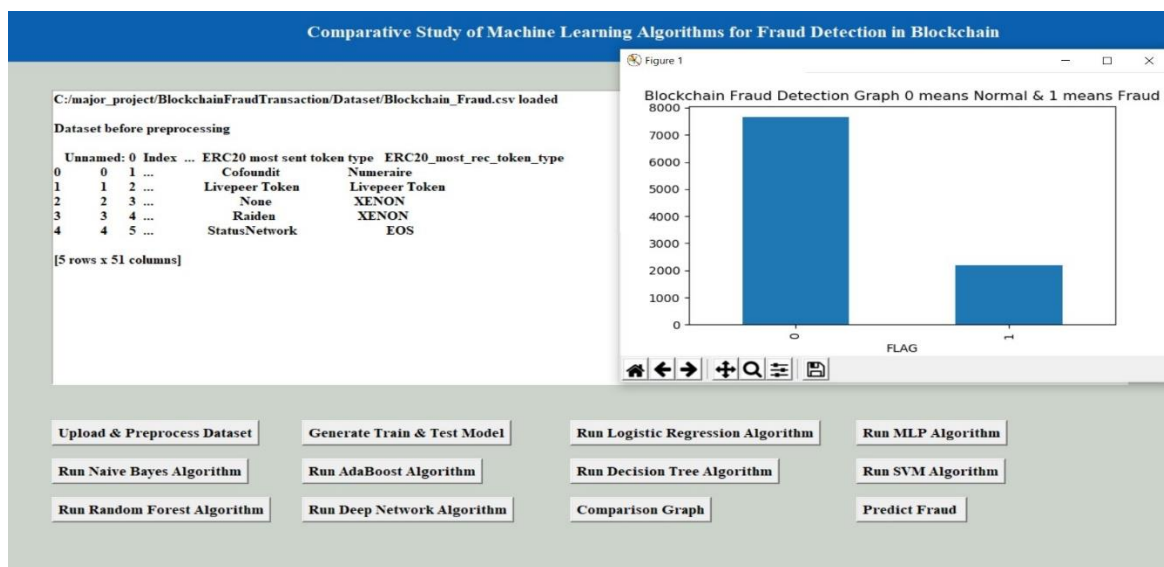 Comparative Study of Machine Learning Algorithms for Fraud Detection in Blockchain
C:/major_project/BlockchainFraudTransaction/Dataset/Blockchain_Fraud.csv loaded
Dataset before preprocessing
Unnamed: 0 Index ... ERC20 most sent token type ERC20_most_rec_token_type
0 0 1 ... Cofoundit Numeraire
1 1 2 ... Livepeer Token Livepeer Token
2 2 3 ... None XENON
3 3 4 ... Raiden XENON
4 4 5 ... StatusNetwork EOS
[5 rows x 51 columns]
Figure 1
Blockchain Fraud Detection Graph 0 means Normal & 1 means Fraud
8000
7000
6000
5000
4000
3000
2000
1000
0
0 1
FLAG
Upload & Preprocess Dataset Generate Train & Test Model Run Logistic Regression Algorithm Run MLP Algorithm
Run Naive Bayes Algorithm Run AdaBoost Algorithm Run Decision Tree Algorithm Run SVM Algorithm
Run Random Forest Algorithm Run Deep Network Algorithm Comparison Graph Predict Fraud